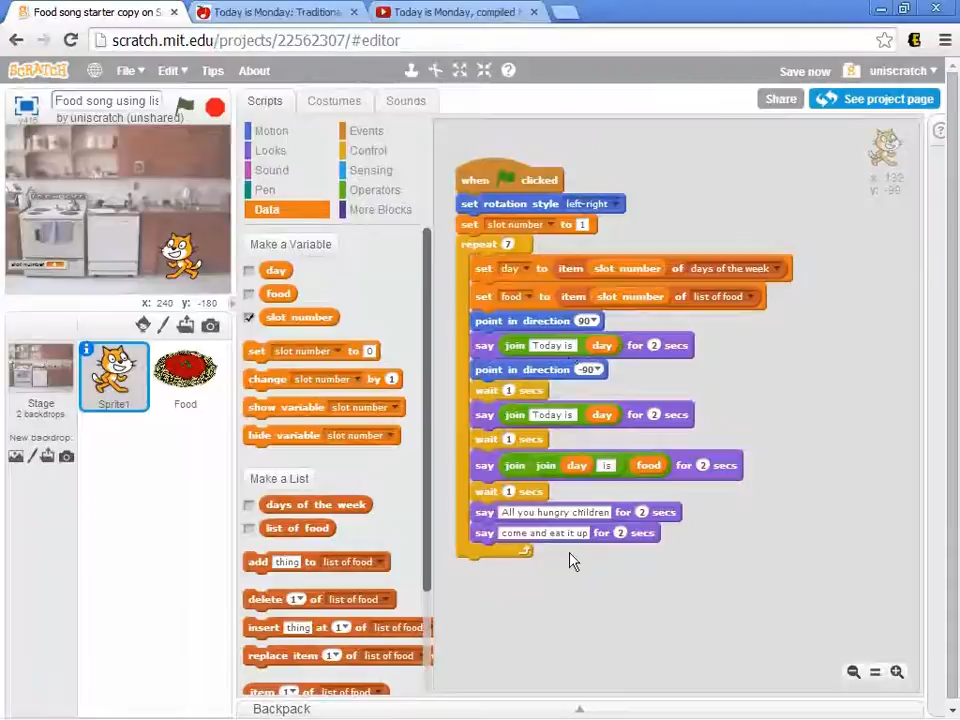 Food song starter copy on S
Today is Monday: Tradition
Today is Monday, compiled
scratch.mit.edu/projects/22562307/#editor
SCRATCH
File
Edit
Tips
About
Save now
uniscratch
Food song using lis
by uniscratch (unshared)
Share
See project page
Scripts
Costumes
Sounds
Motion
Looks
Sound
Pen
Data
Events
Control
Sensing
Operators
More Blocks
Make a Variable
day
food
slot number
set slot number to 0
change slot number by 1
show variable slot number
hide variable slot number
Make a List
days of the week
list of food
add thing to list of food
delete 1 of list of food
insert thing at 1 of list of food
replace item 1 of list of food
item 1 of list of food
slot number
x: 240 y: -180
Stage
2 backdrops
New backdrop:
Sprite1
Food
x: 132
y: -99
when clicked
set rotation style left-right
set slot number to 1
repeat 7
set day to item slot number of days of the week
set food to item slot number of list of food
point in direction 90
say join Today is day for 2 secs
point in direction -90
wait 1 secs
say join Today is day for 2 secs
wait 1 secs
say join join day is food for 2 secs
wait 1 secs
say All you hungry children for 2 secs
say come and eat it up for 2 secs
Backpack